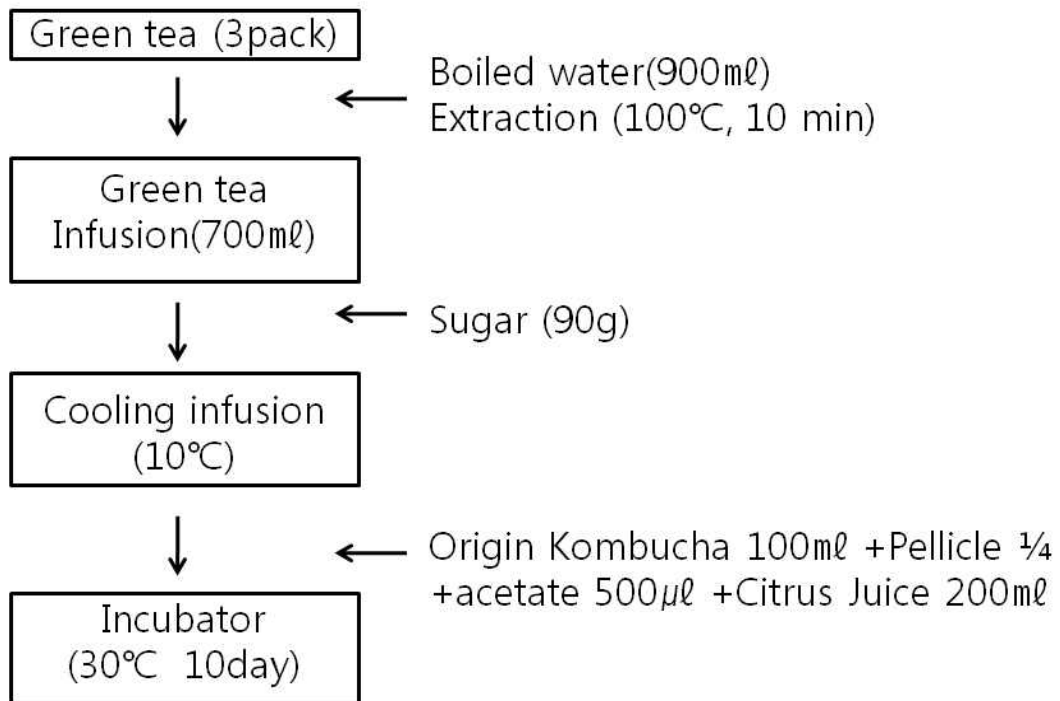 Green tea (3pack)
Boiled water(900㎖)
Extraction (100℃, 10 min)
Green tea
Infusion(700㎖)
Sugar (90g)
Cooling infusion
(10℃)
Origin Kombucha 100㎖ +Pellicle ¼
+acetate 500㎕ +Citrus Juice 200㎖
Incubator
(30℃ 10day)